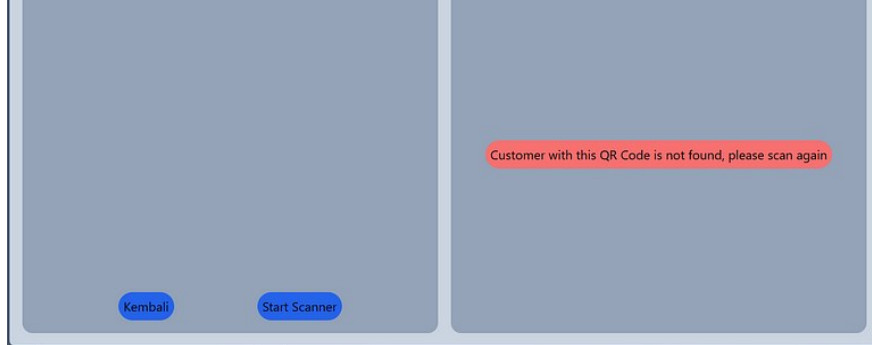 Customer with this QR Code is not found, please scan again
Kembali
Start Scanner